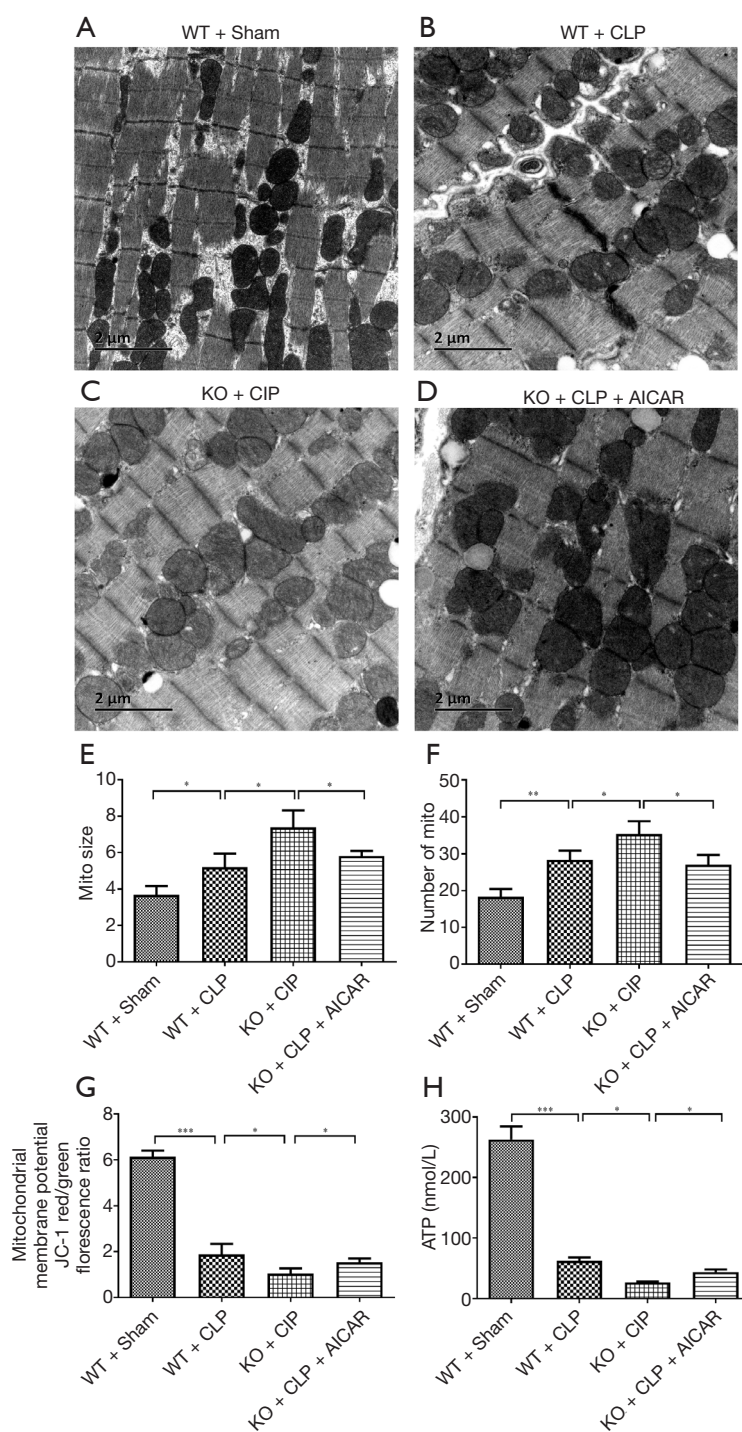 A
WT + Sham
B
WT + CLP
2 μm
2 μm
C
KO + CIP
D
KO + CLP + AICAR
2 μm
2 μm
E
10
8
6
4
2
0
Mito size
*
*
*
WT + Sham
WT + CLP
KO + CIP
KO + CLP + AICAR
F
50
40
30
20
10
0
Number of mito
**
*
*
WT + Sham
WT + CLP
KO + CIP
KO + CLP + AICAR
G
6
4
2
0
Mitochondrial
membrane potential
JC-1 red/green
florescence ratio
***
*
*
WT + Sham
WT + CLP
KO + CIP
KO + CLP + AICAR
H
300
200
100
0
ATP (nmol/L)
***
*
*
WT + Sham
WT + CLP
KO + CIP
KO + CLP + AICAR